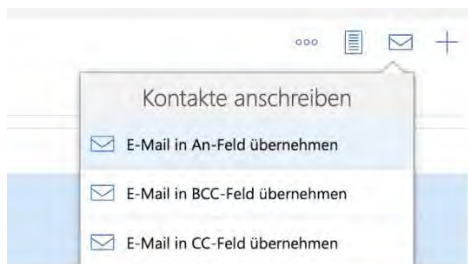 Kontakte anschreiben
E-Mail in An-Feld übernehmen
E-Mail in BCC-Feld übernehmen
E-Mail in CC-Feld übernehmen